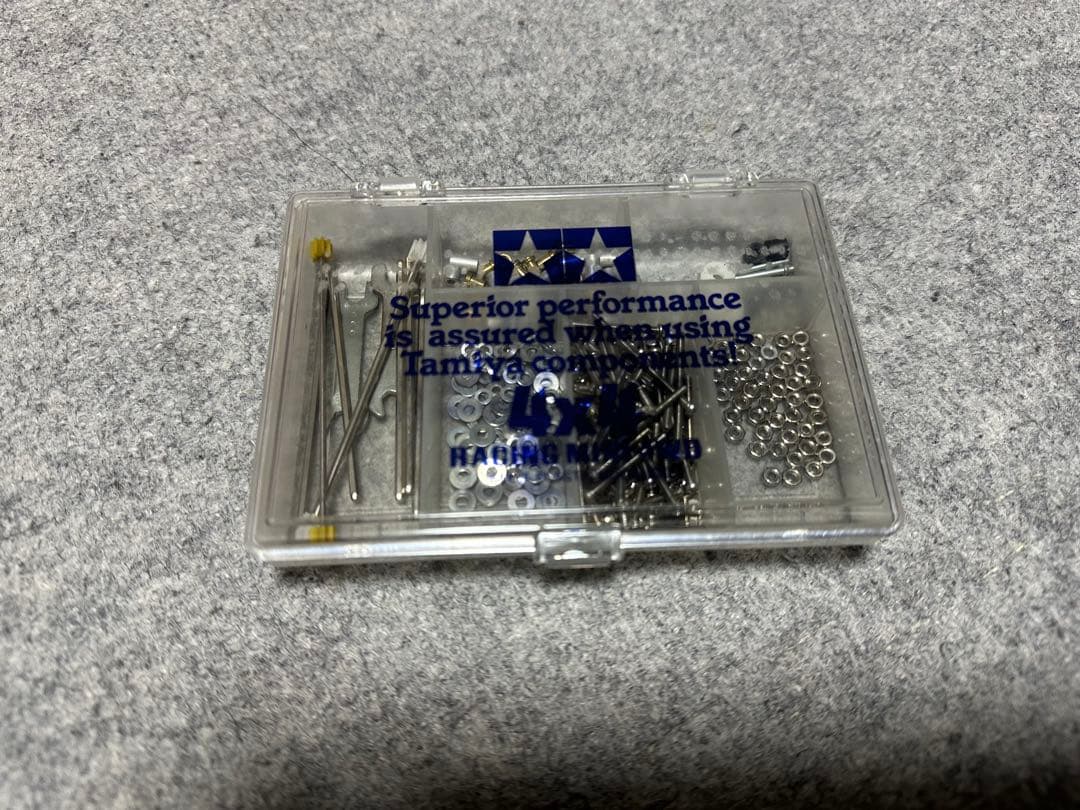 Superior performance
is assured when using
Tamiya components!
4x4
RACING MINI 4WD